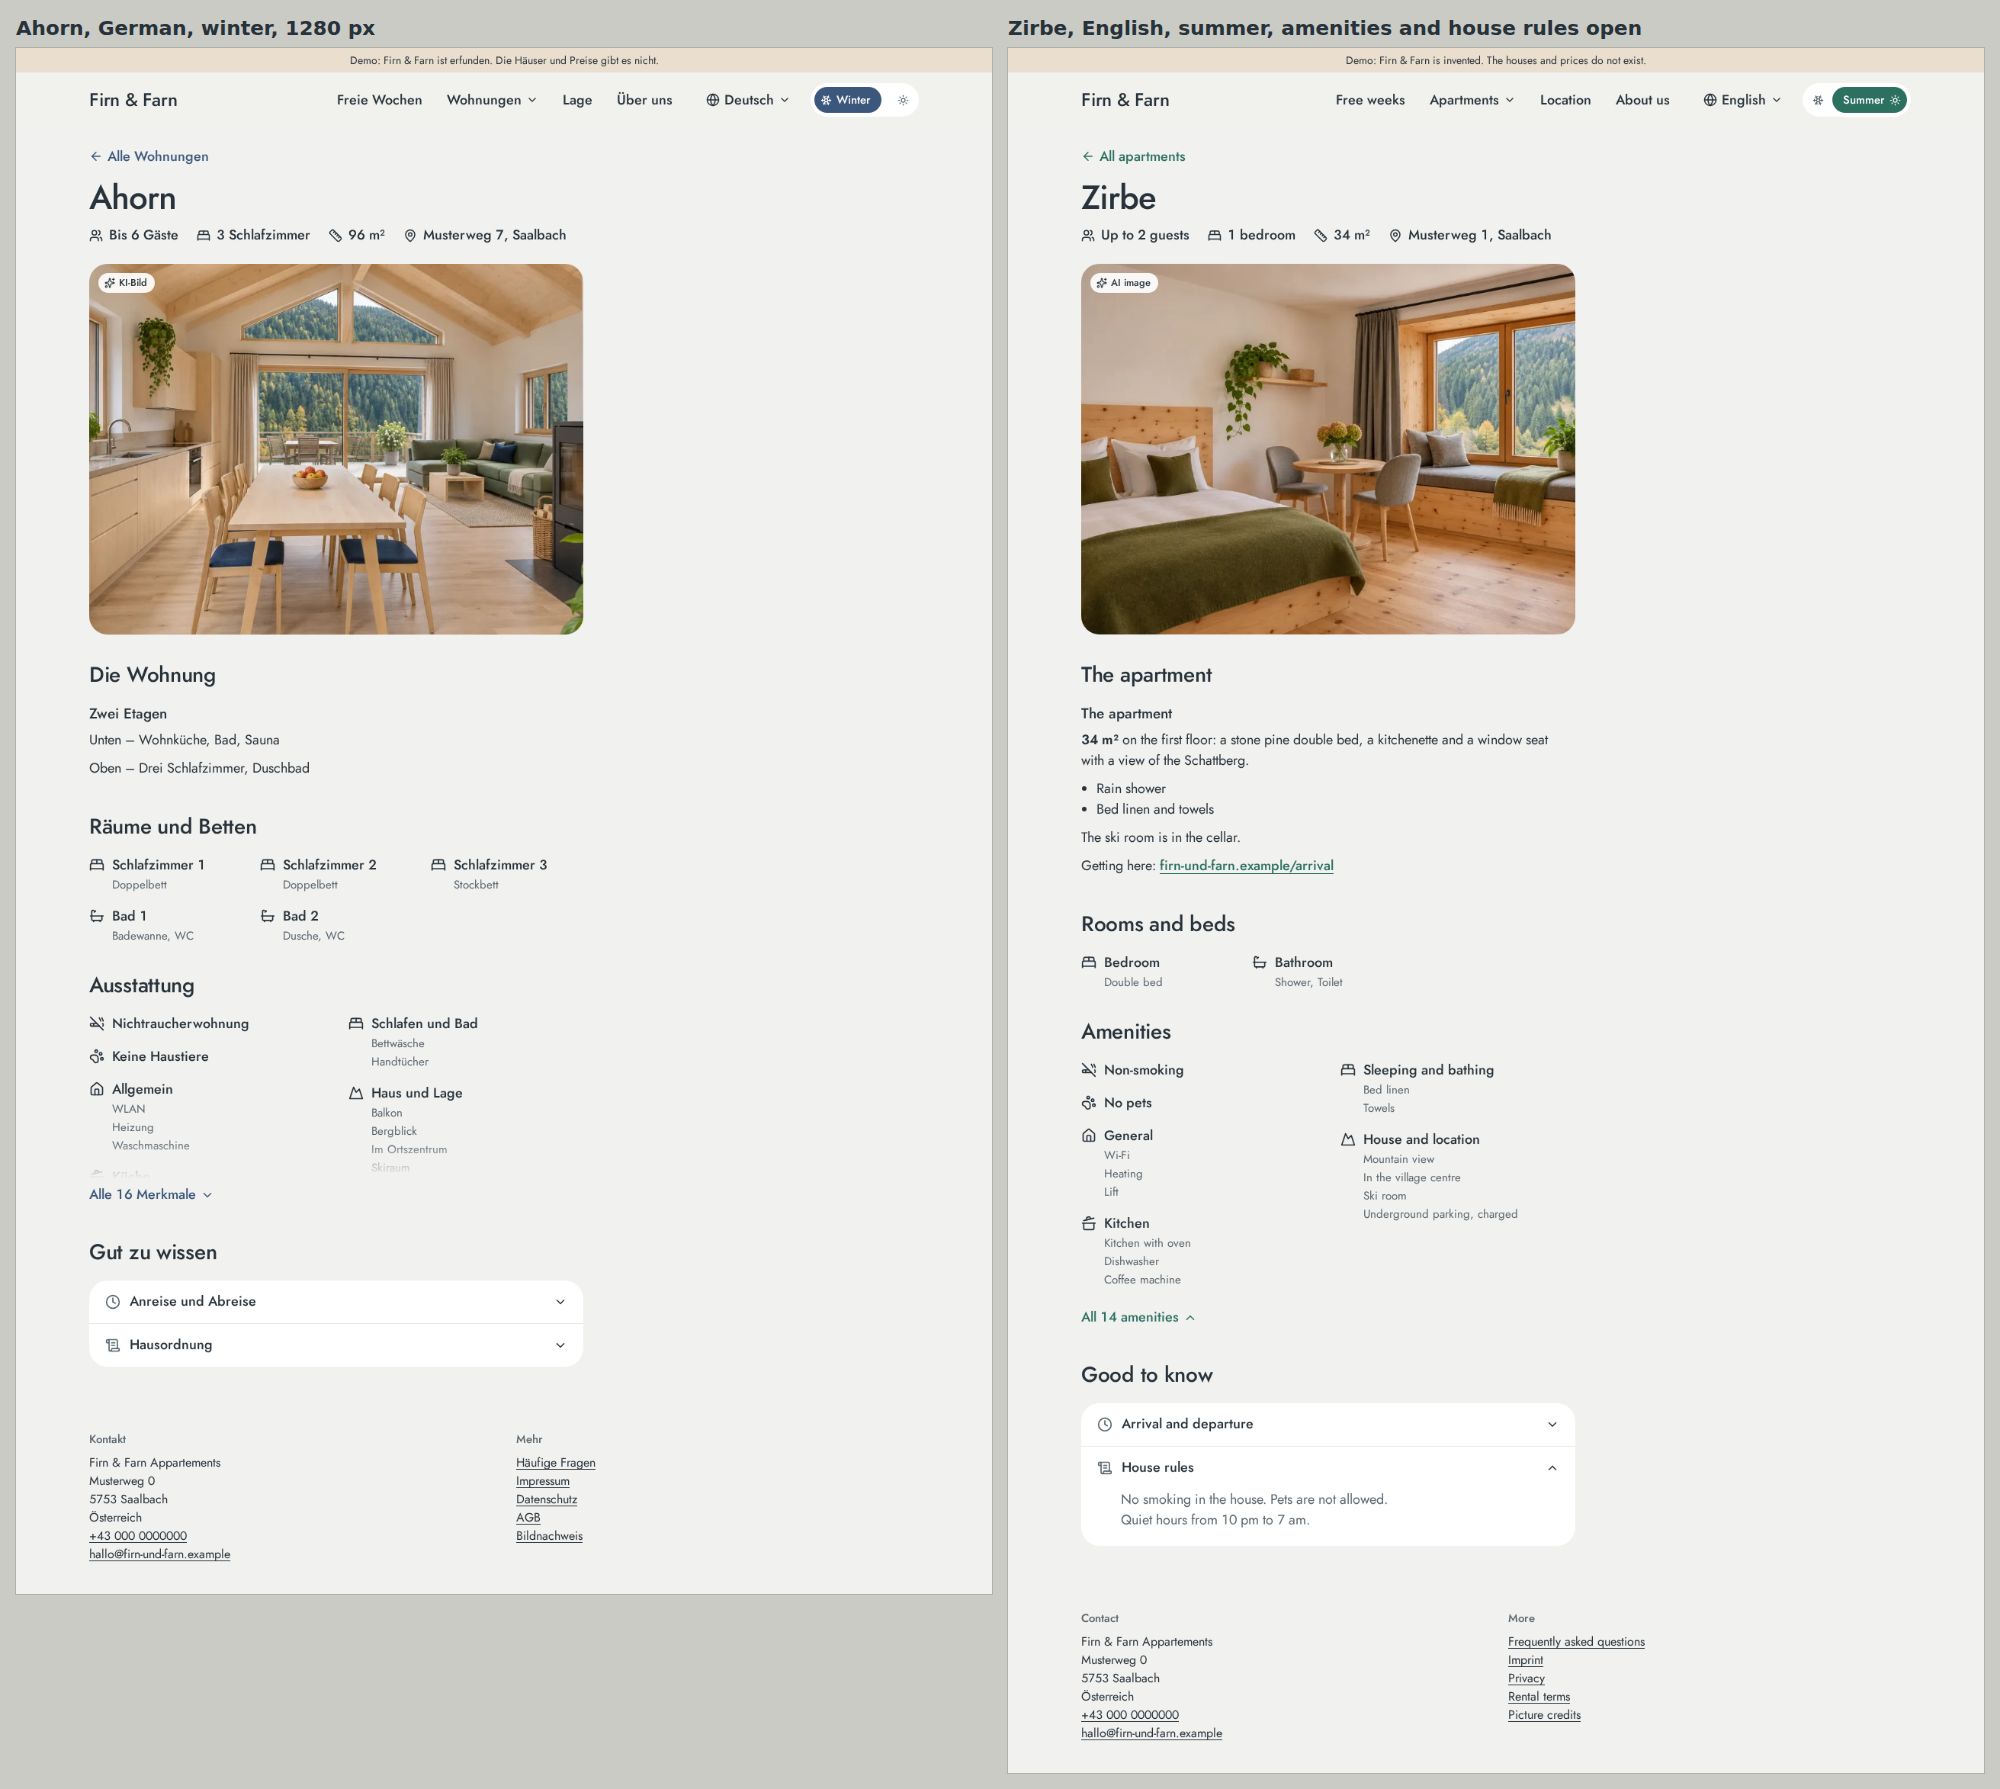 Ahorn, German, winter, 1280 px
Demo: Firn & Farn ist erfunden. Die Häuser und Preise gibt es nicht.
Firn & Farn Freie Wochen Wohnungen Lage Über uns Deutsch Winter
Alle Wohnungen
Ahorn
Bis 6 Gäste 3 Schlafzimmer 96 m² Musterweg 7, Saalbach
KI-Bild
Die Wohnung
Zwei Etagen
Unten – Wohnküche, Bad, Sauna
Oben – Drei Schlafzimmer, Duschbad
Räume und Betten
Schlafzimmer 1
Doppelbett
Schlafzimmer 2
Doppelbett
Schlafzimmer 3
Stockbett
Bad 1
Badewanne, WC
Bad 2
Dusche, WC
Ausstattung
Nichtraucherwohnung
Keine Haustiere
Allgemein
WLAN
Heizung
Waschmaschine
Küche
Schlafen und Bad
Bettwäsche
Handtücher
Haus und Lage
Balkon
Bergblick
Im Ortszentrum
Skiraum
Alle 16 Merkmale
Gut zu wissen
Anreise und Abreise
Hausordnung
Kontakt
Firn & Farn Appartements
Musterweg 0
5753 Saalbach
Österreich
+43 000 0000000
hallo@firn-und-farn.example
Mehr
Häufige Fragen
Impressum
Datenschutz
AGB
Bildnachweis
Zirbe, English, summer, amenities and house rules open
Demo: Firn & Farn is invented. The houses and prices do not exist.
Firn & Farn Free weeks Apartments Location About us English Summer
All apartments
Zirbe
Up to 2 guests 1 bedroom 34 m² Musterweg 1, Saalbach
AI image
The apartment
The apartment
34 m² on the first floor: a stone pine double bed, a kitchenette and a window seat
with a view of the Schattberg.
• Rain shower
• Bed linen and towels
The ski room is in the cellar.
Getting here: firn-und-farn.example/arrival
Rooms and beds
Bedroom
Double bed
Bathroom
Shower, Toilet
Amenities
Non-smoking
No pets
General
Wi-Fi
Heating
Lift
Kitchen
Kitchen with oven
Dishwasher
Coffee machine
Sleeping and bathing
Bed linen
Towels
House and location
Mountain view
In the village centre
Ski room
Underground parking, charged
All 14 amenities
Good to know
Arrival and departure
House rules
No smoking in the house. Pets are not allowed.
Quiet hours from 10 pm to 7 am.
Contact
Firn & Farn Appartements
Musterweg 0
5753 Saalbach
Österreich
+43 000 0000000
hallo@firn-und-farn.example
More
Frequently asked questions
Imprint
Privacy
Rental terms
Picture credits